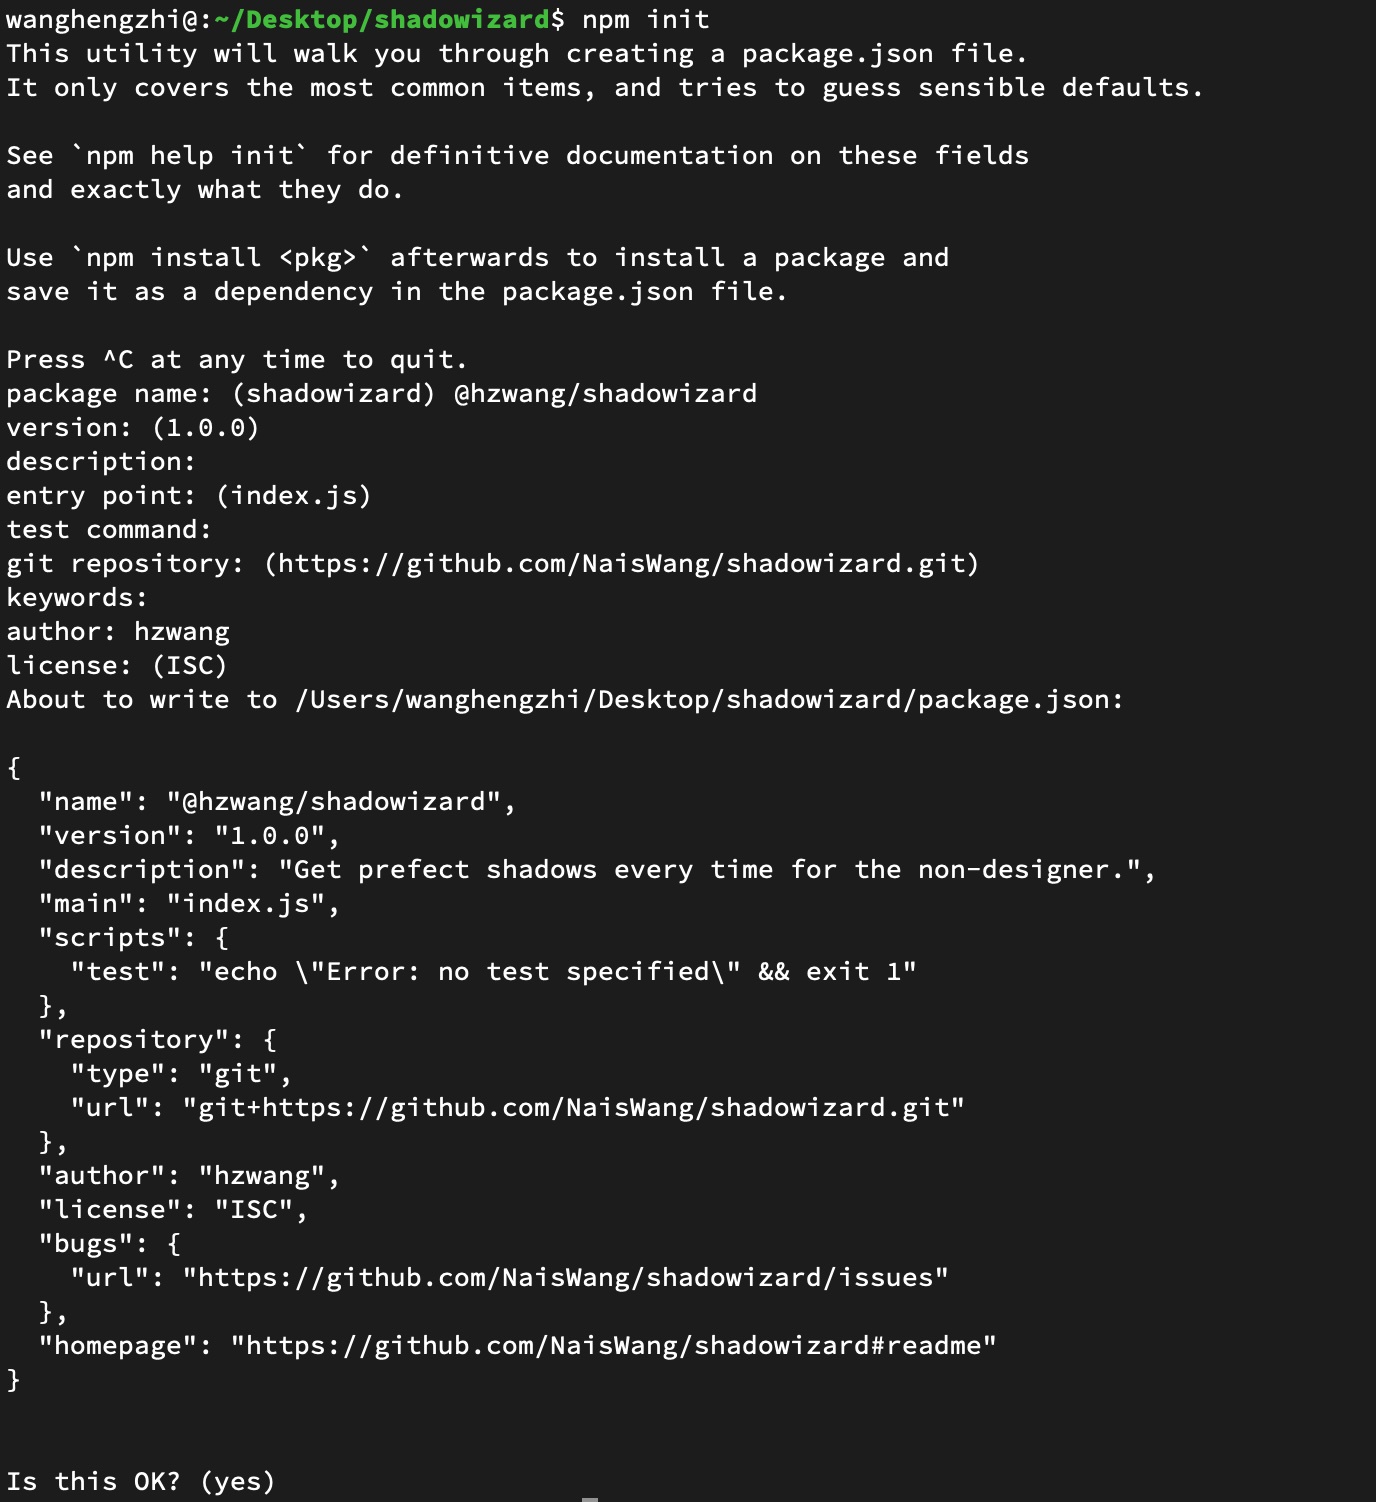 wanghengzhi@:~/Desktop/shadowizard$ npm init
This utility will walk you through creating a package.json file.
It only covers the most common items, and tries to guess sensible defaults.
See `npm help init` for definitive documentation on these fields
and exactly what they do.
Use `npm install <pkg>` afterwards to install a package and
save it as a dependency in the package.json file.
Press ^C at any time to quit.
package name: (shadowizard) @hzwang/shadowizard
version: (1.0.0)
description:
entry point: (index.js)
test command:
git repository: (https://github.com/NaisWang/shadowizard.git)
keywords:
author: hzwang
license: (ISC)
About to write to /Users/wanghengzhi/Desktop/shadowizard/package.json:
{
  "name": "@hzwang/shadowizard",
  "version": "1.0.0",
  "description": "Get prefect shadows every time for the non-designer.",
  "main": "index.js",
  "scripts": {
    "test": "echo \"Error: no test specified\" && exit 1"
  },
  "repository": {
    "type": "git",
    "url": "git+https://github.com/NaisWang/shadowizard.git"
  },
  "author": "hzwang",
  "license": "ISC",
  "bugs": {
    "url": "https://github.com/NaisWang/shadowizard/issues"
  },
  "homepage": "https://github.com/NaisWang/shadowizard#readme"
}
Is this OK? (yes)